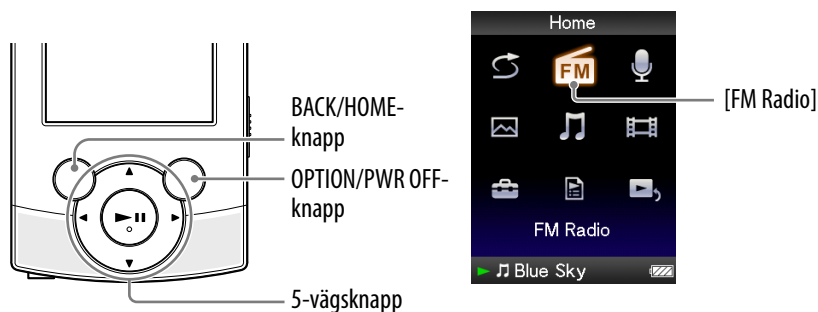 BACK/HOME-
knapp
OPTION/PWR OFF-
knapp
5-vägsknapp
Home
FM
[FM Radio]
FM Radio
Blue Sky